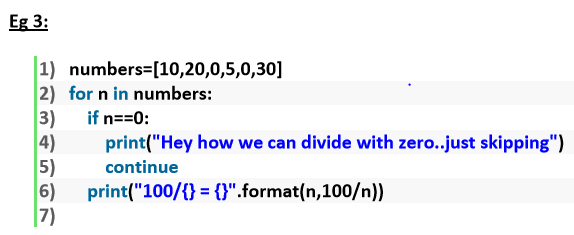 Eg 3:
1) numbers=[10,20,0,5,0,30]
2) for n in numbers:
3) if n==0:
4) print("Hey how we can divide with zero..just skipping")
5) continue
6) print("100/{} = {}".format(n,100/n))
7)